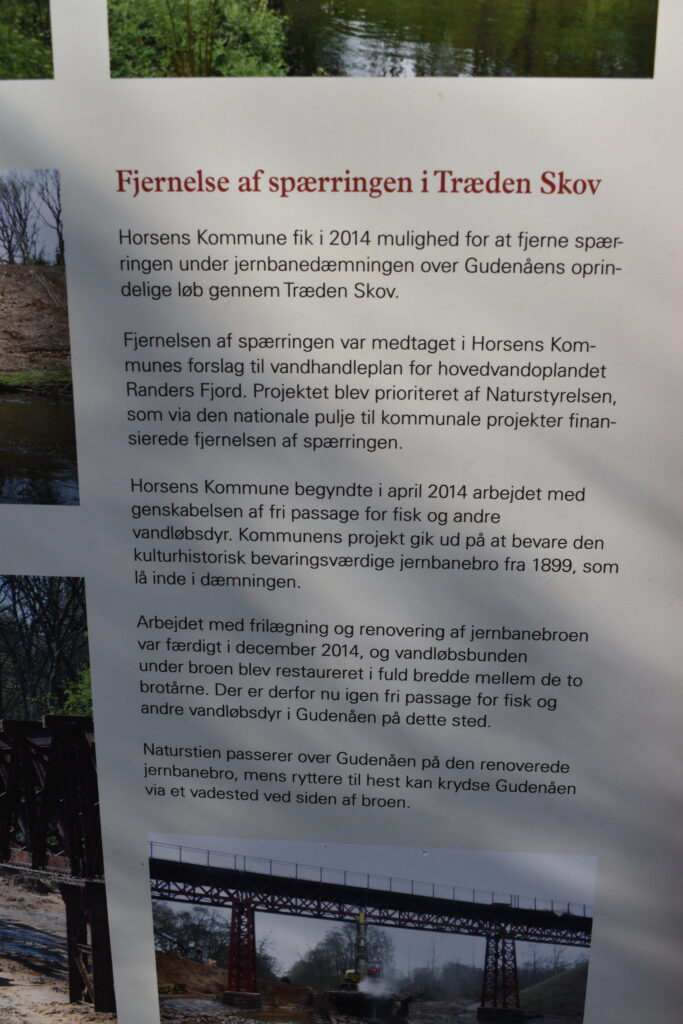 Fjernelse af spærringen i Træden Skov
Horsens Kommune fik i 2014 mulighed for at fjerne spær-
ringen under jernbanedæmningen over Gudenåens oprin-
delige løb gennem Træden Skov.
Fjernelsen af spærringen var medtaget i Horsens Kom-
munes forslag til vandhandleplan for hovedvandoplandet
Randers Fjord. Projektet blev prioriteret af Naturstyrelsen,
som via den nationale pulje til kommunale projekter finan-
sierede fjernelsen af spærringen.
Horsens Kommune begyndte i april 2014 arbejdet med
genskabelsen af fri passage for fisk og andre
vandløbsdyr. Kommunens projekt gik ud på at bevare den
kulturhistorisk bevaringsværdige jernbanebro fra 1899, som
lå inde i dæmningen.
Arbejdet med frilægning og renovering af jernbanebroen
var færdigt i december 2014, og vandløbsbunden
under broen blev restaureret i fuld bredde mellem de to
brotårne. Der er derfor nu igen fri passage for fisk og
andre vandløbsdyr i Gudenåen på dette sted.
Naturstien passerer over Gudenåen på den renoverede
jernbanebro, mens ryttere til hest kan krydse Gudenåen
via et vadested ved siden af broen.